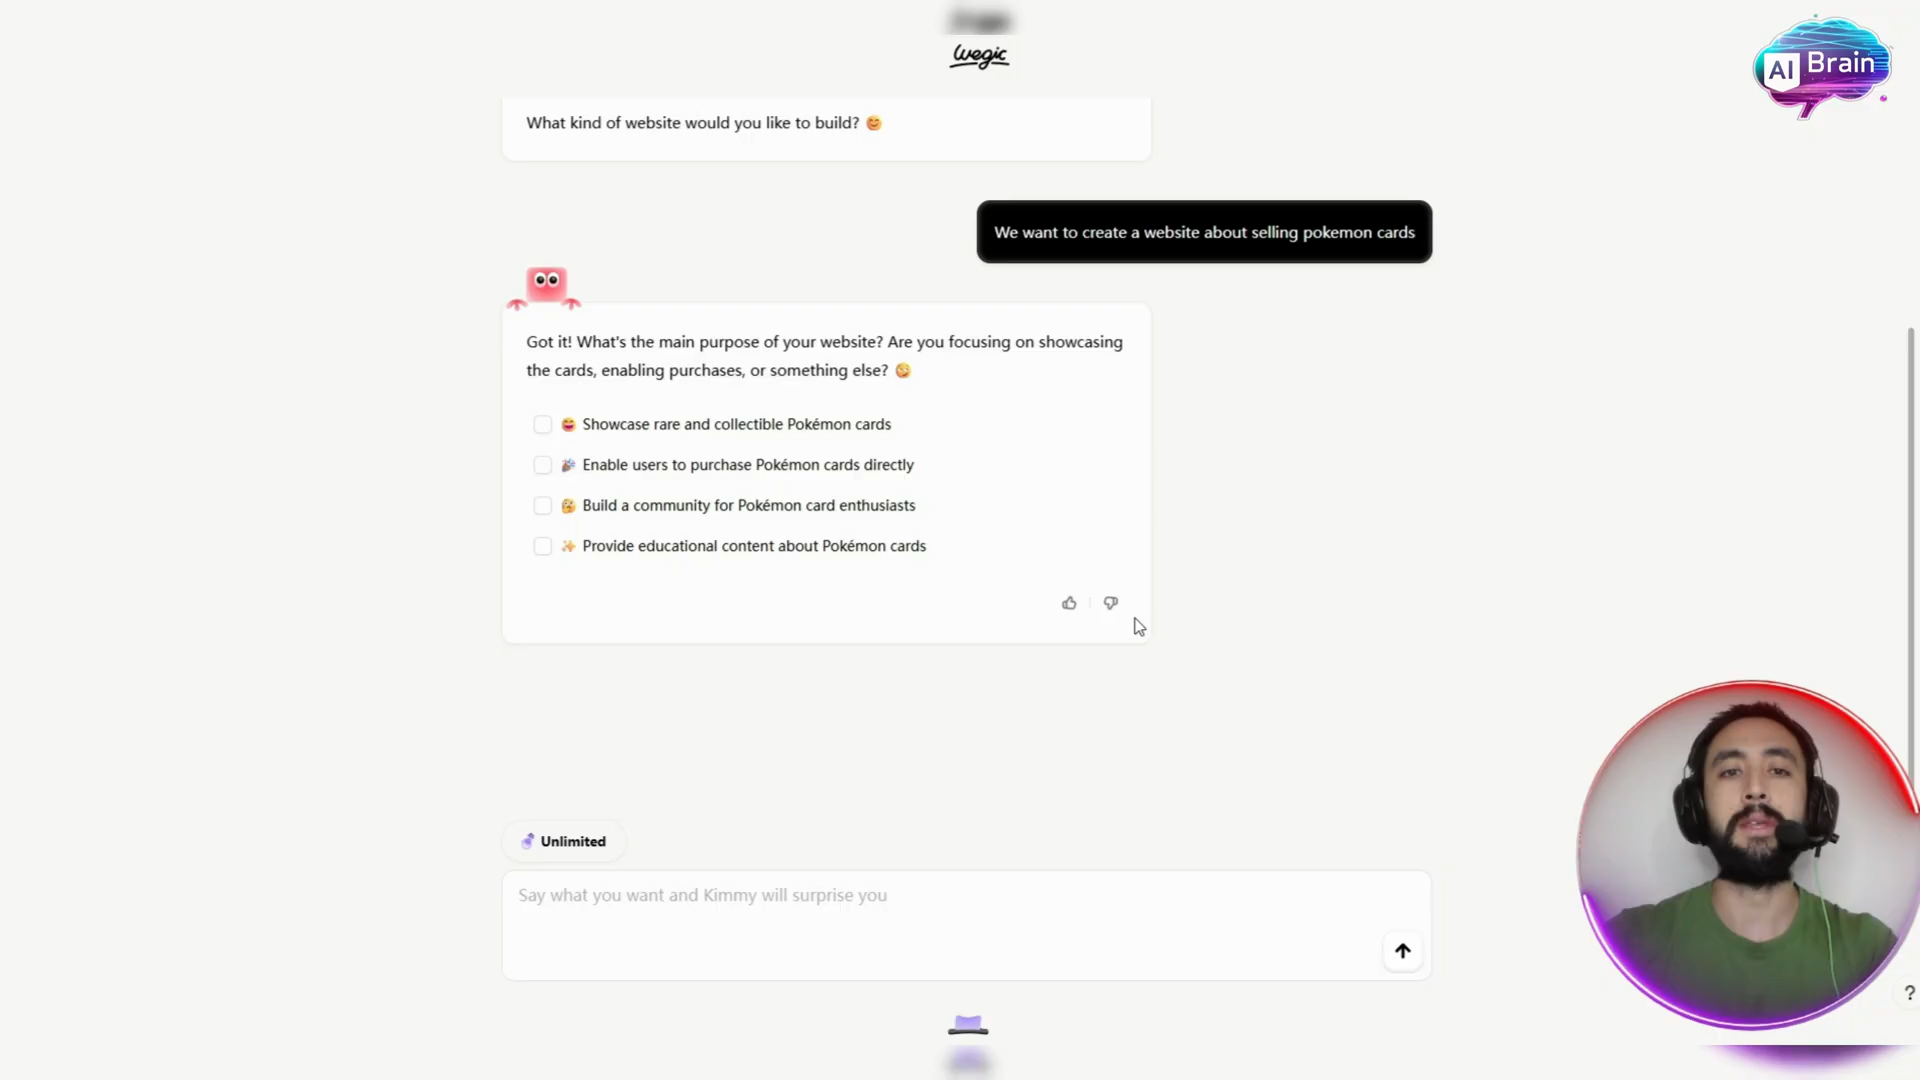 wegic
AI Brain
What kind of website would you like to build?
We want to create a website about selling pokemon cards
Got it! What's the main purpose of your website? Are you focusing on showcasing
the cards, enabling purchases, or something else?
Showcase rare and collectible Pokémon cards
Enable users to purchase Pokémon cards directly
Build a community for Pokémon card enthusiasts
Provide educational content about Pokémon cards
Unlimited
Say what you want and Kimmy will surprise you
?